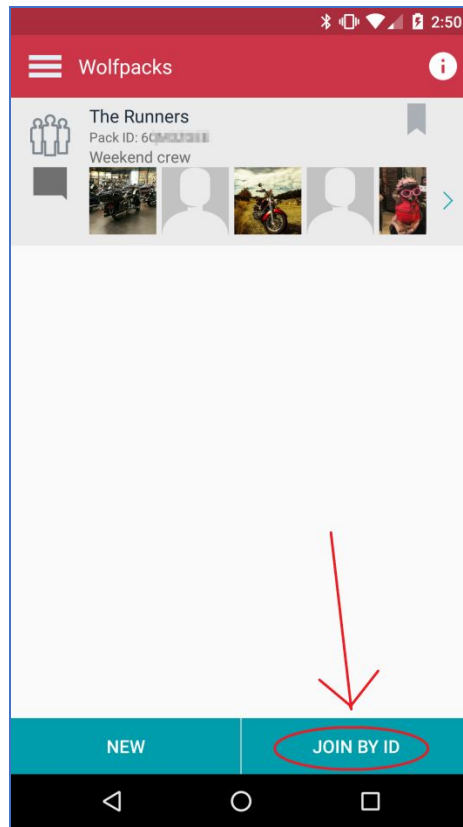 2:50
Wolfpacks
The Runners
Pack ID:
Weekend crew
NEW
JOIN BY ID